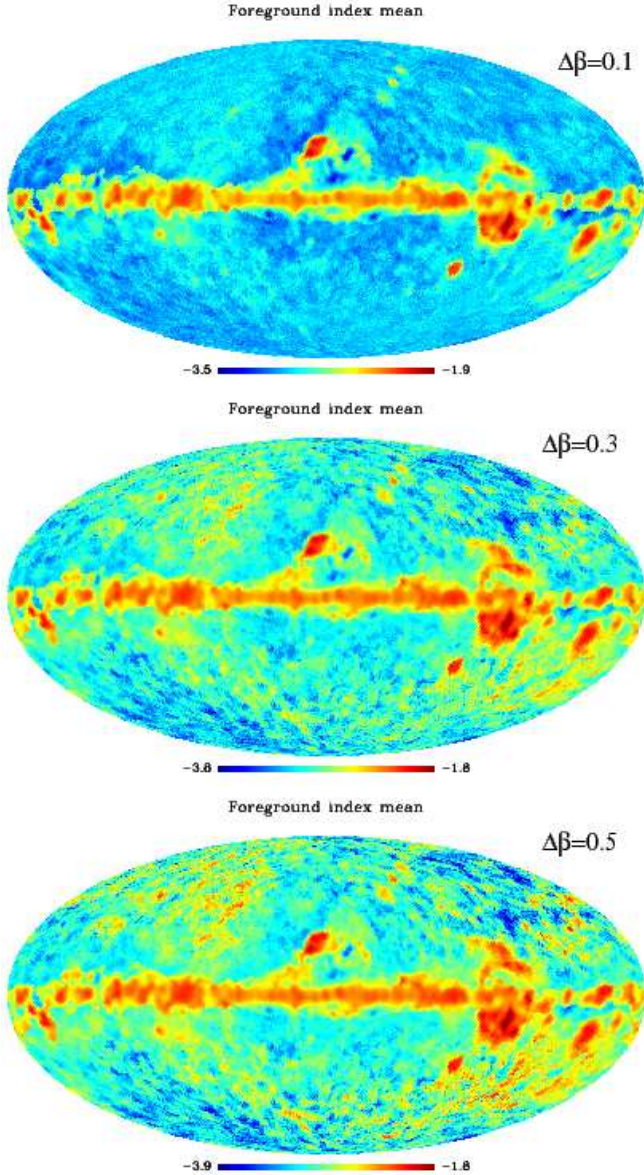 Foreground index mean
Δβ=0.1
−3.5 −1.9
Foreground index mean
Δβ=0.3
−3.8 −1.8
Foreground index mean
Δβ=0.5
−3.9 −1.8